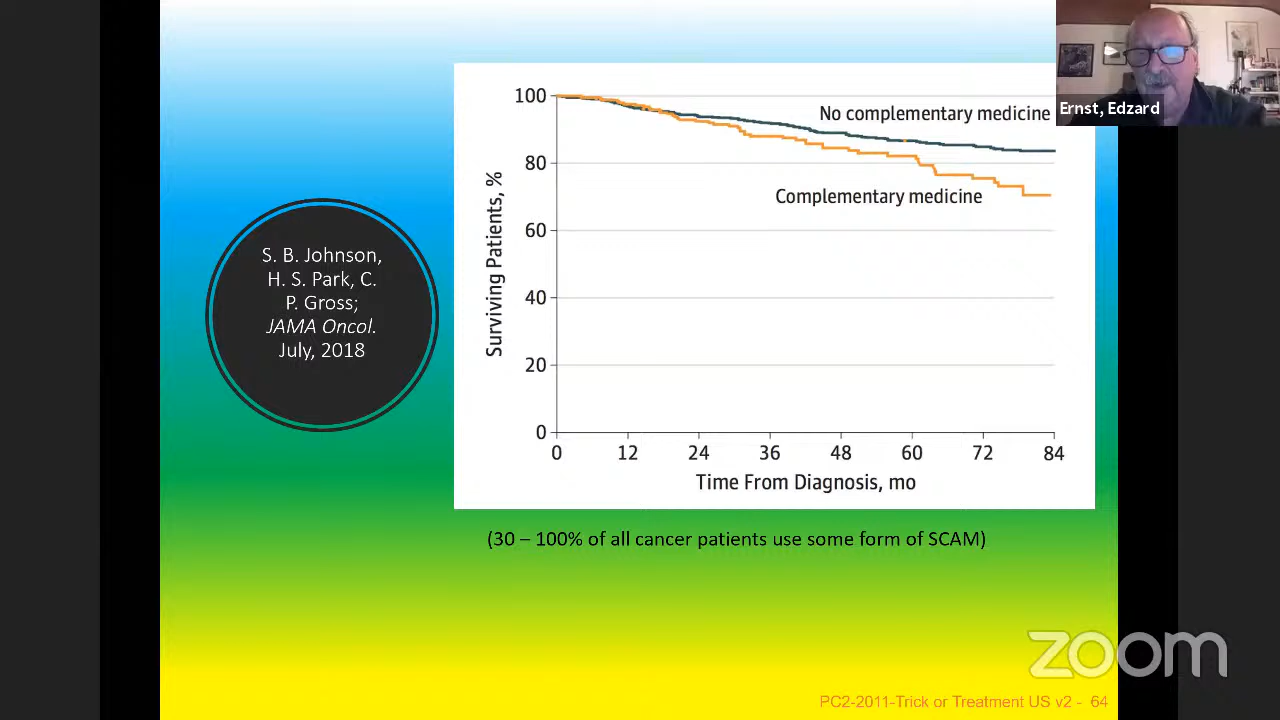 Ernst, Edzard
S. B. Johnson,
H. S. Park, C.
P. Gross;
JAMA Oncol.
July, 2018
Surviving Patients, %
100
80
60
40
20
0
No complementary medicine
Complementary medicine
0 12 24 36 48 60 72 84
Time From Diagnosis, mo
(30 – 100% of all cancer patients use some form of SCAM)
zoom
PC2-2011-Trick or Treatment US v2 - 64